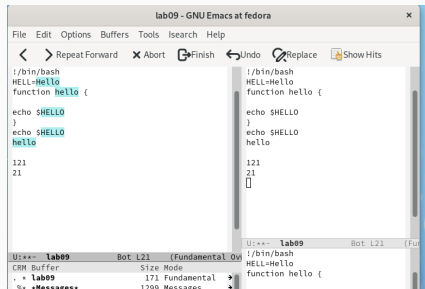 lab09 - GNU Emacs at fedora
File Edit Options Buffers Tools Isearch Help
Repeat Forward Abort Finish Undo Replace Show Hits
!/bin/bash
HELL=Hello
function hello {
echo $HELLO
}
echo $HELLO
hello
121
21
U:**- lab09 Bot L21 (Fundamental Ov
CRM Buffer Size Mode
. * lab09 171 Fundamental
%* *Messages* 1299 Messages
!/bin/bash
HELL=Hello
function hello {
echo $HELLO
}
echo $HELLO
hello
121
21
U:**- lab09 Bot L21 (Fun
!/bin/bash
HELL=Hello
function hello {